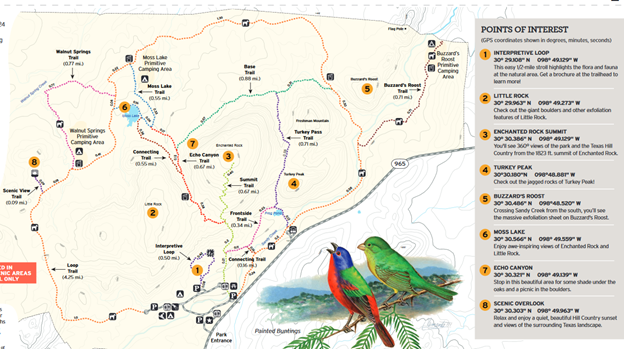 Walnut Springs
Trail
(0.77 mi.)
Moss Lake
Primitive
Camping Area
Moss Lake
Trail
(0.55 mi.)
Base
Trail
(0.88 mi.)
Flag Pole
Buzzard's
Roost
Primitive
Camping
Area
Buzzard's Roost
Buzzard's Roost
Trail
(0.71 mi.)
Freshman Mountain
Turkey Pass
Trail
(0.71 mi.)
Walnut Springs
Primitive
Camping Area
Connecting
Trail
(0.55 mi.)
Echo Canyon
Trail
(0.67 mi.)
Enchanted Rock
Summit
Trail
(0.67 mi.)
Turkey Peak
965
Scenic View
Trail
(0.09 mi.)
Little Rock
Frontside
Trail
(0.34 mi.)
Interpretive
Loop
(0.50 mi.)
Connecting Trail
(0.16 mi.)
Loop
Trail
(4.25 mi.)
Park
Entrance
Painted Buntings
1
2
3
4
5
6
7
8
POINTS OF INTEREST
(GPS coordinates shown in degrees, minutes, seconds)
1 INTERPRETIVE LOOP
30° 29.108' N 098° 49.129' W
This easy 1/2-mile stroll highlights the flora and fauna
at the natural area. Get a brochure at the trailhead to
learn more!
2 LITTLE ROCK
30° 29.963' N 098° 49.273' W
Check out the giant boulders and other exfoliation
features of Little Rock.
3 ENCHANTED ROCK SUMMIT
30° 30.386' N 098° 49.129' W
You'll see 360° views of the park and the Texas Hill
Country from the 1823 ft. summit of Enchanted Rock.
4 TURKEY PEAK
30° 30.180' N 098° 48.881' W
Check out the jagged rocks of Turkey Peak!
5 BUZZARD'S ROOST
30° 30.486' N 098° 48.520' W
Crossing Sandy Creek from the south, you'll see
the massive exfoliation sheet on Buzzard's Roost.
6 MOSS LAKE
30° 30.566' N 098° 49.559' W
Enjoy awe-inspiring views of Enchanted Rock and
Little Rock.
7 ECHO CANYON
30° 30.321' N 098° 49.139' W
Stop in this beautiful area for some shade under the
oaks and a picnic in the boulders.
8 SCENIC OVERLOOK
30° 30.303' N 098° 49.963' W
Relax and enjoy a quiet, beautiful Hill Country sunset
and views of the surrounding Texas landscape.